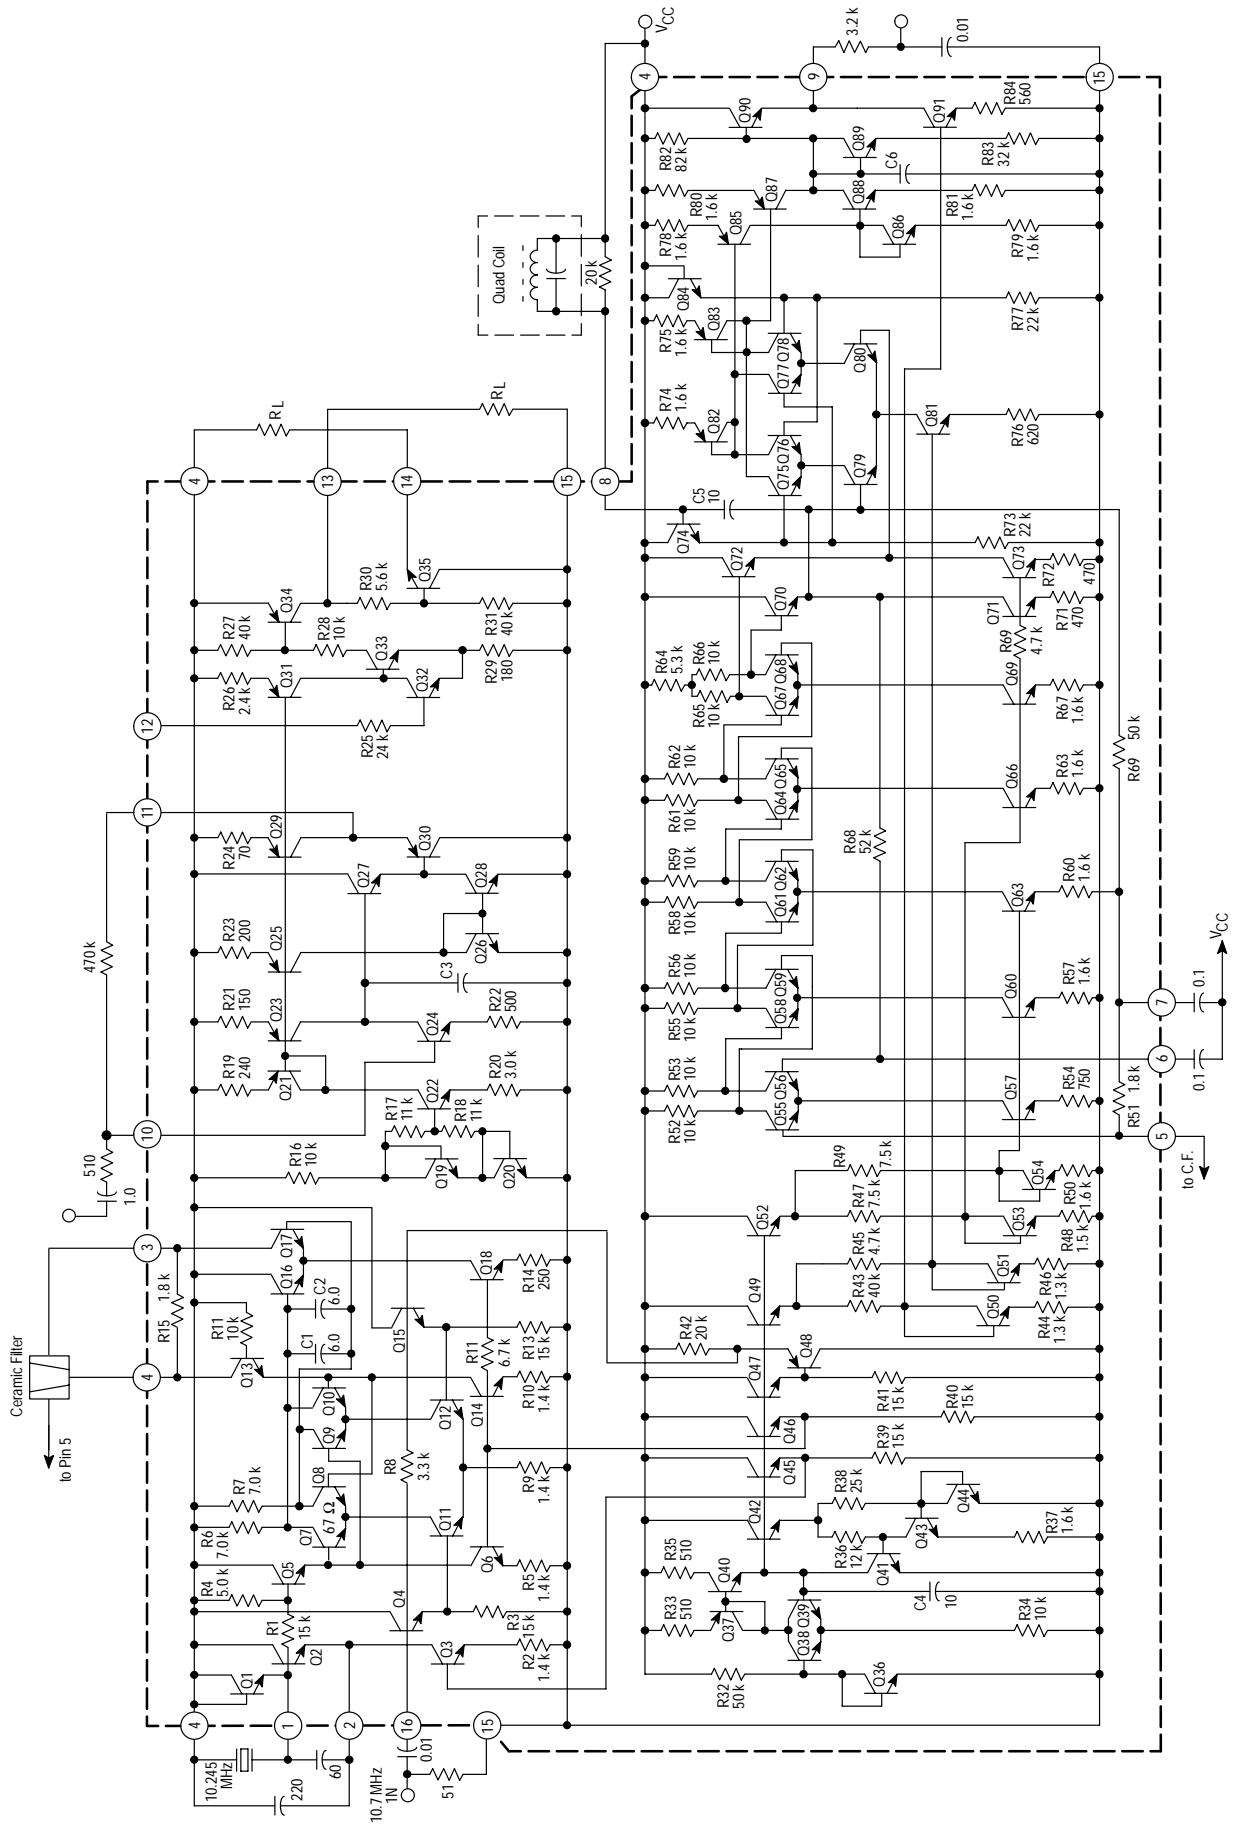 Ceramic Filter
to Pin 5
4
3
R15
1.8 k
10.245
MHz
220
60
10.7 MHz
1N
0.01
51
4
1
2
16
15
Q1
R1
15 k
Q2
Q3
R2
1.4 k
R3
15 k
Q4
R4
5.0 k
Q5
R5
1.4 k
Q6
R6
7.0 k
R7
7.0 k
Q7
67 Ω
Q8
Q9
Q10
Q11
Q12
R8
3.3 k
R9
1.4 k
Q13
R11
10 k
C1
6.0
C2
6.0
Q14
R10
1.4 k
R11
6.7 k
Q15
R13
15 k
Q16
Q17
Q18
R14
250
1.0
510
470 k
10
11
12
R16
10 k
Q19
Q20
R17
11 k
R18
11 k
R19
240
Q21
Q22
R20
3.0 k
R21
150
Q23
Q24
R22
500
C3
R23
200
Q25
Q26
Q27
Q28
R24
70
Q29
Q30
R25
24 k
R26
2.4 k
Q31
Q32
R27
40 k
R28
10 k
Q33
R29
180
Q34
R30
5.6 k
R31
40 k
Q35
4
13
14
15
8
RL
RL
Quad Coil
20 k
VCC
R32
50 k
Q36
R33
510
Q37
Q38
Q39
R34
10 k
R35
510
Q40
C4
10
Q41
Q42
R36
12 k
R38
25 k
Q43
Q44
R37
1.6 k
Q45
R39
15 k
Q46
R40
15 k
Q47
R41
15 k
R42
20 k
Q48
Q49
R43
40 k
R45
4.7 k
Q50
R44
1.3 k
Q51
R46
1.3 k
Q52
R47
7.5 k
R49
7.5 k
Q53
R48
1.5 k
Q54
R50
1.6 k
to C.F.
5
R51
1.8 k
6
0.1
7
0.1
VCC
R52
10 k
R53
10 k
Q55
Q56
Q57
R54
750
R55
10 k
R56
10 k
Q58
Q59
Q60
R57
1.6 k
R58
10 k
R59
10 k
Q61
Q62
Q63
R60
1.6 k
R68
52 k
R61
10 k
R62
10 k
Q64
Q65
Q66
R63
1.6 k
R69
50 k
R64
5.3 k
R65
10 k
R66
10 k
Q67
Q68
Q69
R67
1.6 k
R69
4.7 k
Q70
Q71
R71
470
Q72
Q73
R72
470
R73
22 k
Q74
C5
10
Q75
Q76
Q77
Q78
Q79
Q80
Q81
R76
620
R74
1.6 k
Q82
R75
1.6 k
Q83
Q84
R77
22 k
R78
1.6 k
Q85
Q86
R79
1.6 k
R80
1.6 k
Q87
Q88
R81
1.6 k
C6
R82
82 k
Q89
R83
32 k
Q90
Q91
R84
560
4
9
15
3.2 k
0.01